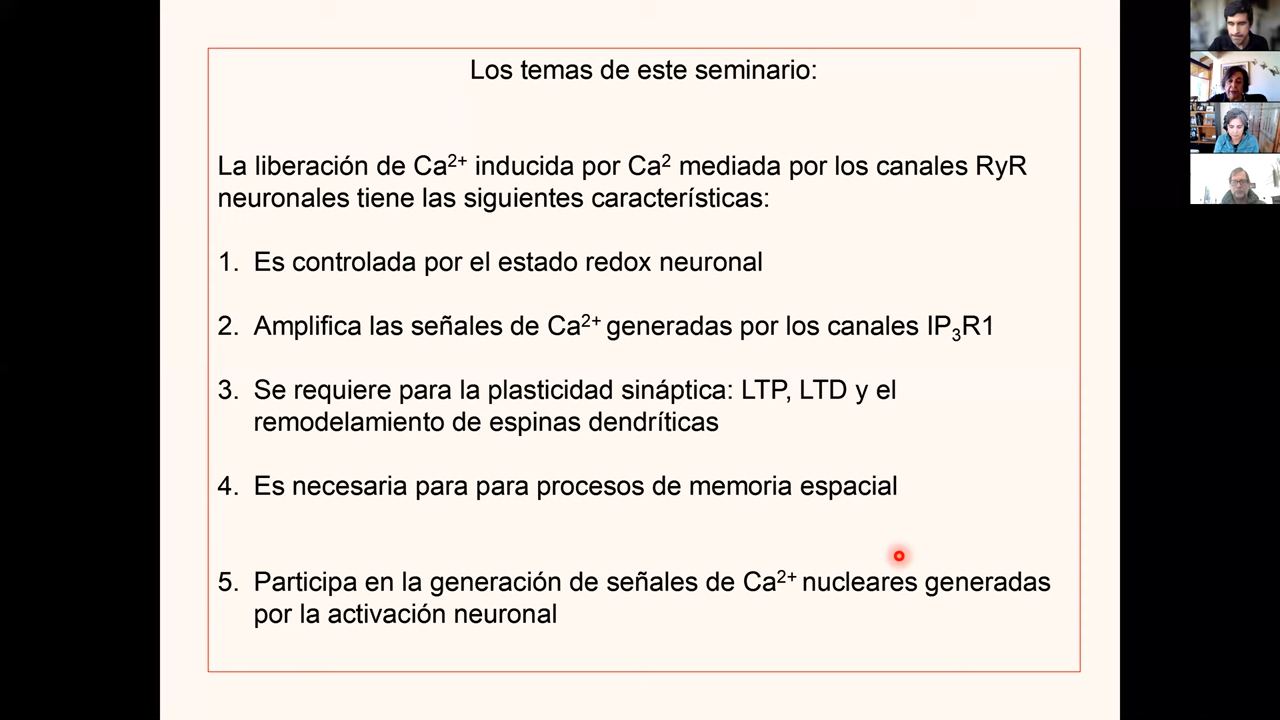 Los temas de este seminario:
La liberación de Ca²⁺ inducida por Ca² mediada por los canales RyR
neuronales tiene las siguientes características:
1. Es controlada por el estado redox neuronal
2. Amplifica las señales de Ca²⁺ generadas por los canales IP₃R1
3. Se requiere para la plasticidad sináptica: LTP, LTD y el
remodelamiento de espinas dendríticas
4. Es necesaria para para procesos de memoria espacial
5. Participa en la generación de señales de Ca²⁺ nucleares generadas
por la activación neuronal